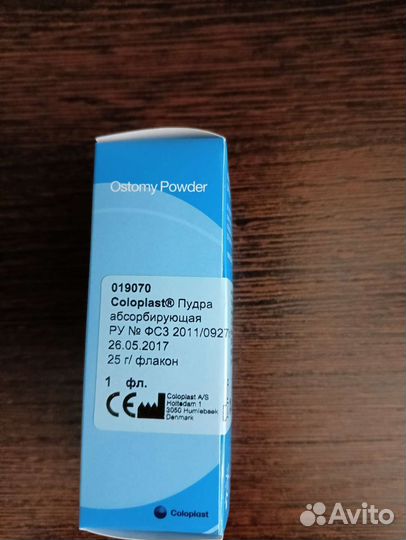 Ostomy Powder
019070
Coloplast® Пудра
абсорбирующая
РУ № ФСЗ 2011/0927
26.05.2017
25 г/ флакон
1 фл.
CE
Coloplast A/S
Holtedam 1
3050 Humlebaek
Denmark
Coloplast
Avito